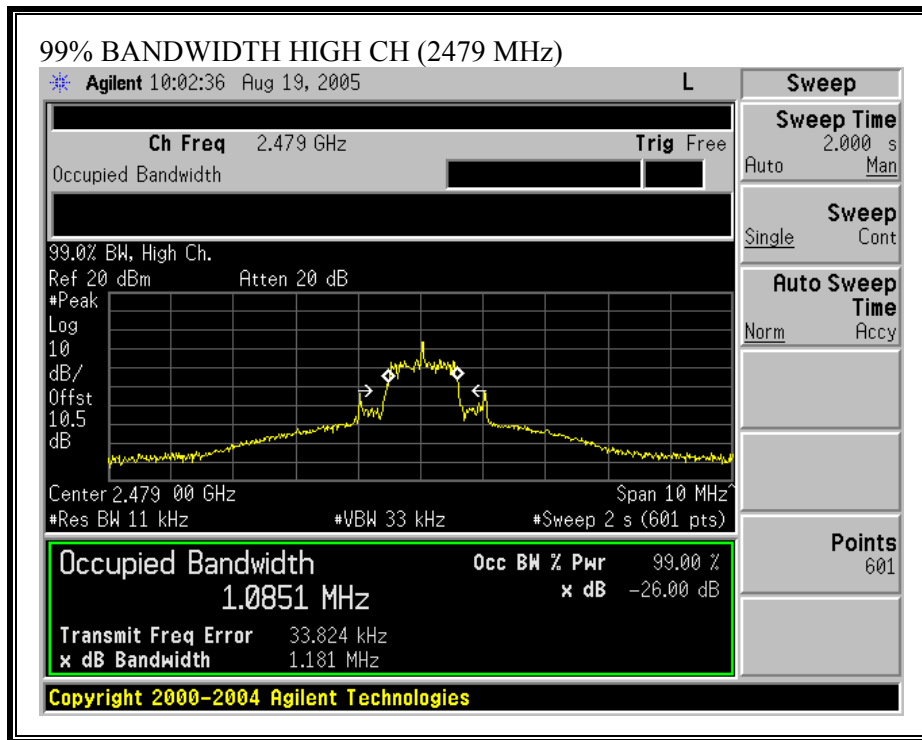 99% BANDWIDTH HIGH CH (2479 MHz)
Agilent 10:02:36 Aug 19, 2005 L
Sweep
Ch Freq 2.479 GHz Trig Free
Occupied Bandwidth
Sweep Time
2.000 s
Auto Man
Sweep
Single Cont
Auto Sweep
Time
Norm Accy
Points
601
99.0% BW, High Ch.
Ref 20 dBm Atten 20 dB
#Peak
Log
10
dB/
Offst
10.5
dB
Center 2.479 00 GHz Span 10 MHz^
#Res BW 11 kHz #VBW 33 kHz #Sweep 2 s (601 pts)
Occupied Bandwidth Occ BW % Pwr 99.00 %
1.0851 MHz x dB -26.00 dB
Transmit Freq Error 33.824 kHz
x dB Bandwidth 1.181 MHz
Copyright 2000-2004 Agilent Technologies